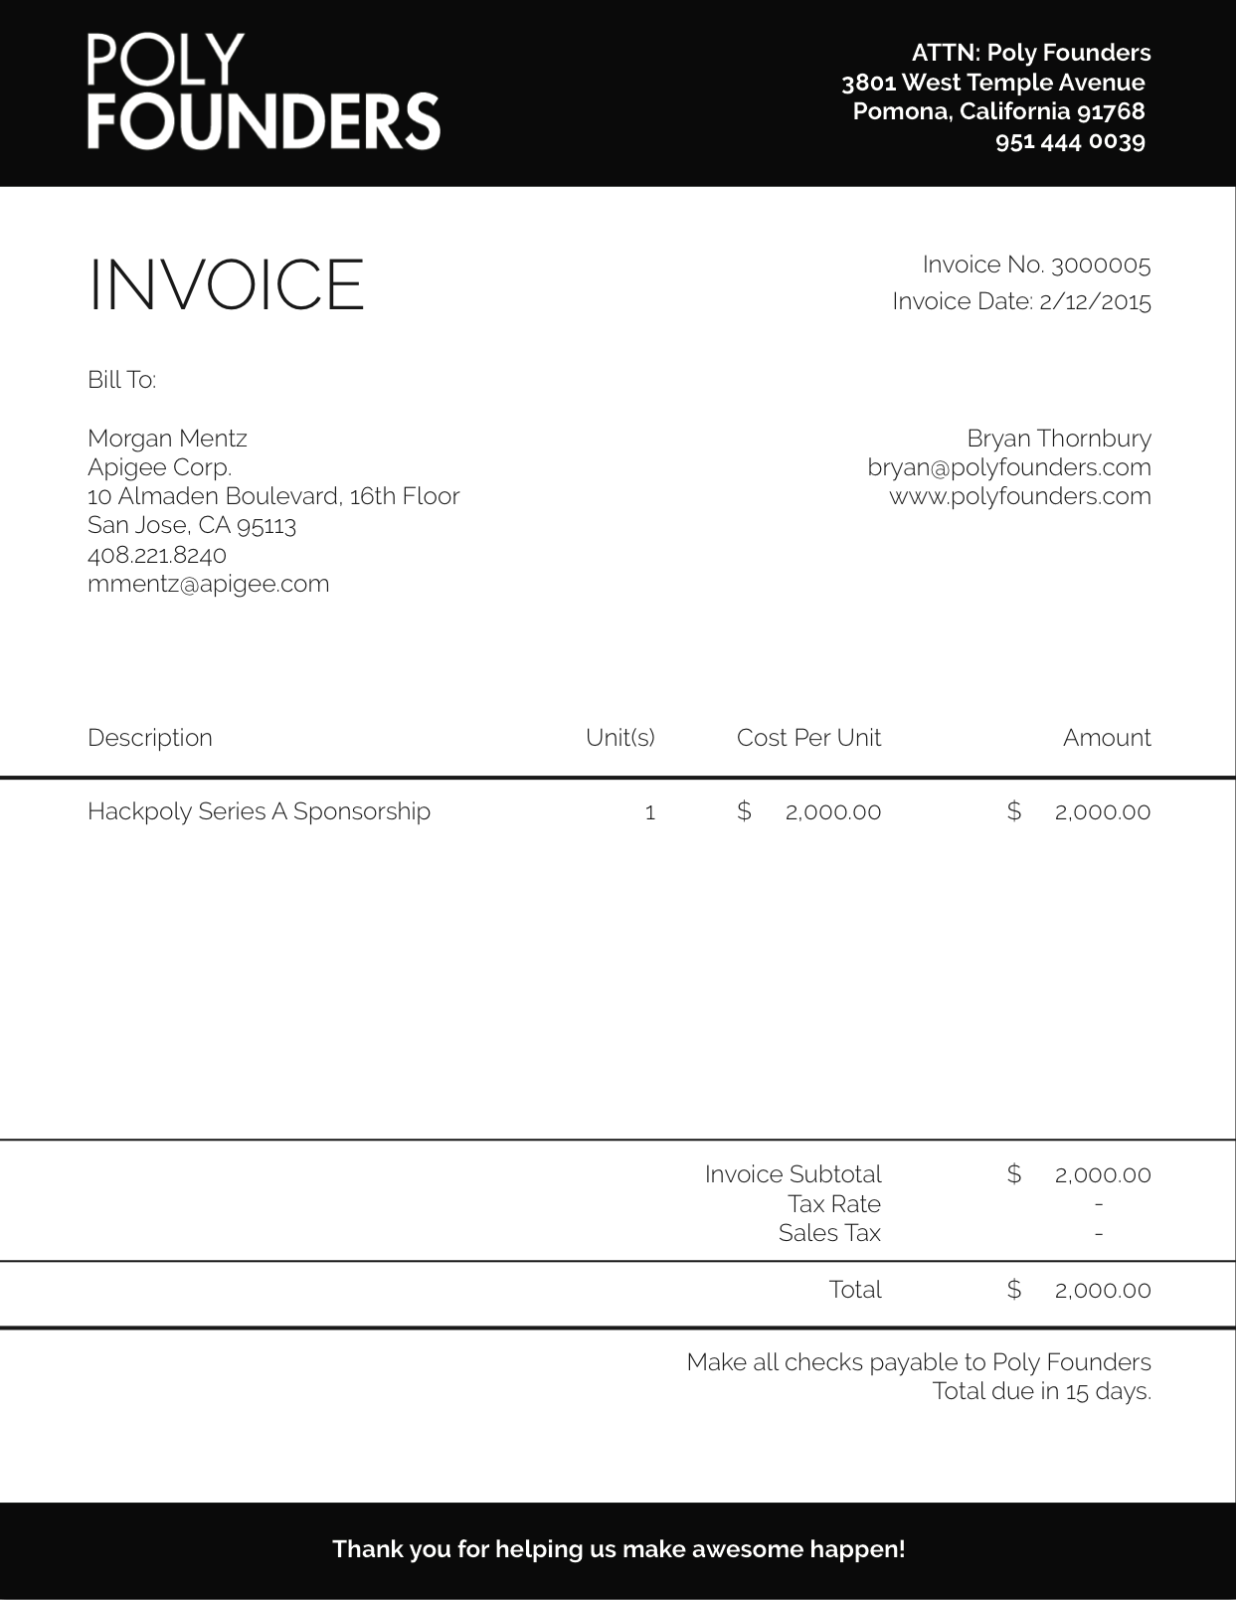 POLY
FOUNDERS
ATTN: Poly Founders
3801 West Temple Avenue
Pomona, California 91768
951 444 0039
INVOICE
Invoice No. 3000005
Invoice Date: 2/12/2015
Bill To:
Morgan Mentz
Apigee Corp.
10 Almaden Boulevard, 16th Floor
San Jose, CA 95113
408.221.8240
mmentz@apigee.com
Bryan Thornbury
bryan@polyfounders.com
www.polyfounders.com
Description Unit(s) Cost Per Unit Amount
Hackpoly Series A Sponsorship 1 $ 2,000.00 $ 2,000.00
Invoice Subtotal $ 2,000.00
Tax Rate -
Sales Tax -
Total $ 2,000.00
Make all checks payable to Poly Founders
Total due in 15 days.
Thank you for helping us make awesome happen!